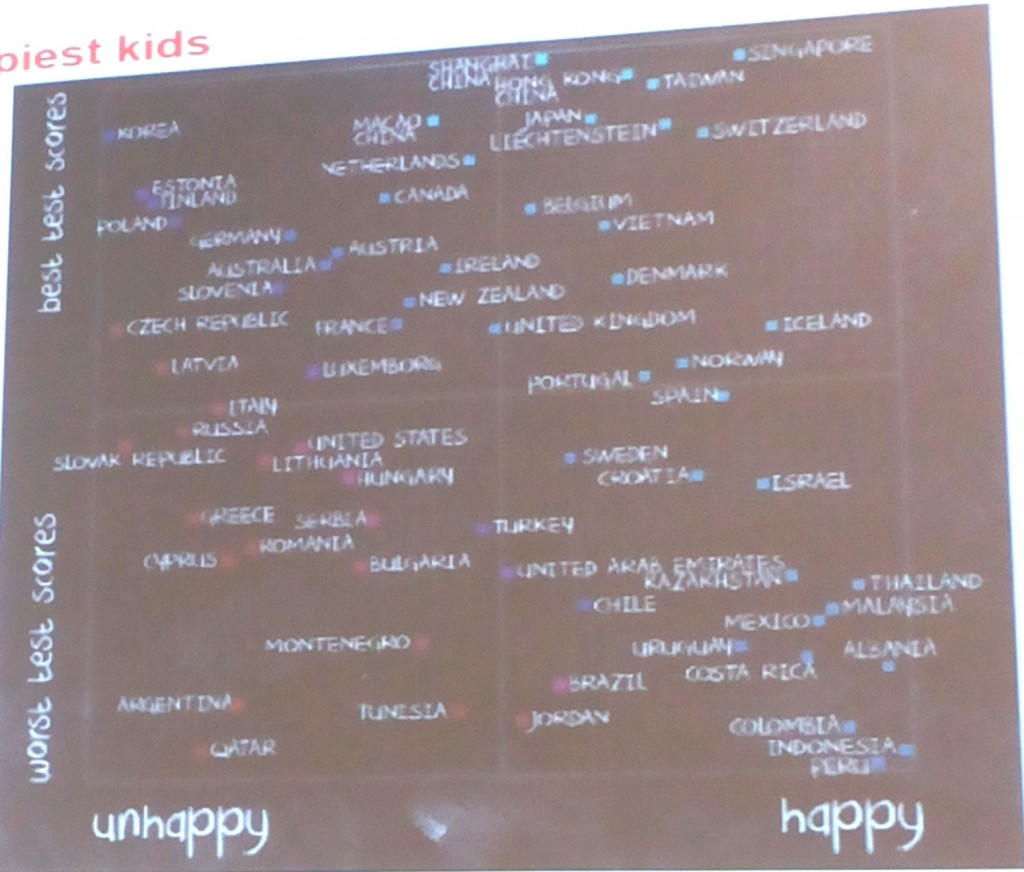 piest kids
SHANGHAI
CHINA
SINGAPORE
HONG KONG
CHINA
TAIWAN
KOREA
MACAO
CHINA
JAPAN
LIECHTENSTEIN
SWITZERLAND
NETHERLANDS
ESTONIA
FINLAND
CANADA
BELGIUM
POLAND
VIETNAM
GERMANY
AUSTRIA
AUSTRALIA
IRELAND
DENMARK
SLOVENIA
NEW ZEALAND
CZECH REPUBLIC
FRANCE
UNITED KINGDOM
ICELAND
LATVIA
LUXEMBORG
NORWAY
PORTUGAL
SPAIN
ITALY
RUSSIA
UNITED STATES
SLOVAK REPUBLIC
LITHUANIA
SWEDEN
HUNGARY
CROATIA
ISRAEL
GREECE
SERBIA
TURKEY
ROMANIA
CYPRUS
BULGARIA
UNITED ARAB EMIRATES
KAZAKHSTAN
THAILAND
CHILE
MALAYSIA
MEXICO
MONTENEGRO
URUGUAY
ALBANIA
COSTA RICA
BRAZIL
ARGENTINA
TUNISIA
JORDAN
COLOMBIA
QATAR
INDONESIA
PERU
best test scores
worst test scores
unhappy
happy